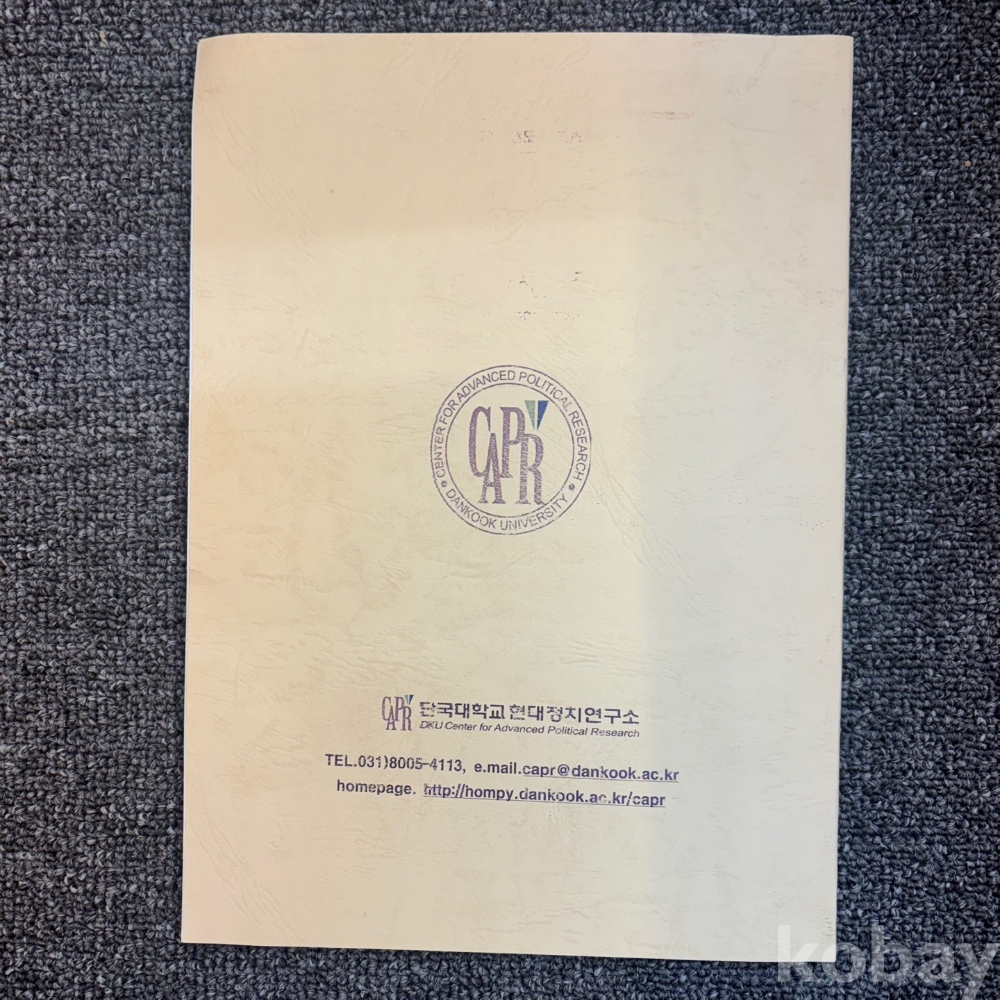 CENTER FOR ADVANCED POLITICAL RESEARCH
CAPR
DANKOOK UNIVERSITY
CAPR 단국대학교 현대정치연구소
DKU Center for Advanced Political Research
TEL.031)8005-4113, e.mail.capr@dankook.ac.kr
homepage. http://hompy.dankook.ac.kr/capr
kobay